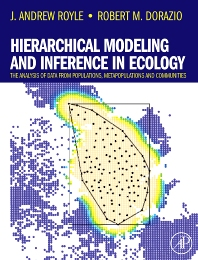 J. ANDREW ROYLE • ROBERT M. DORAZIO
HIERARCHICAL MODELING
AND INFERENCE IN ECOLOGY
THE ANALYSIS OF DATA FROM POPULATIONS, METAPOPULATIONS AND COMMUNITIES